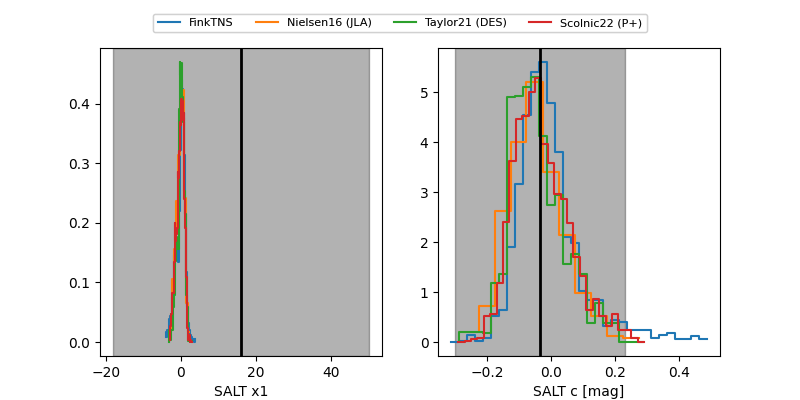 FinkTNS Nielsen16 (JLA) Taylor21 (DES) Scolnic22 (P+)
0.4
0.3
0.2
0.1
0.0
−20 0 20 40
SALT x1
5
4
3
2
1
0
−0.2 0.0 0.2 0.4
SALT c [mag]